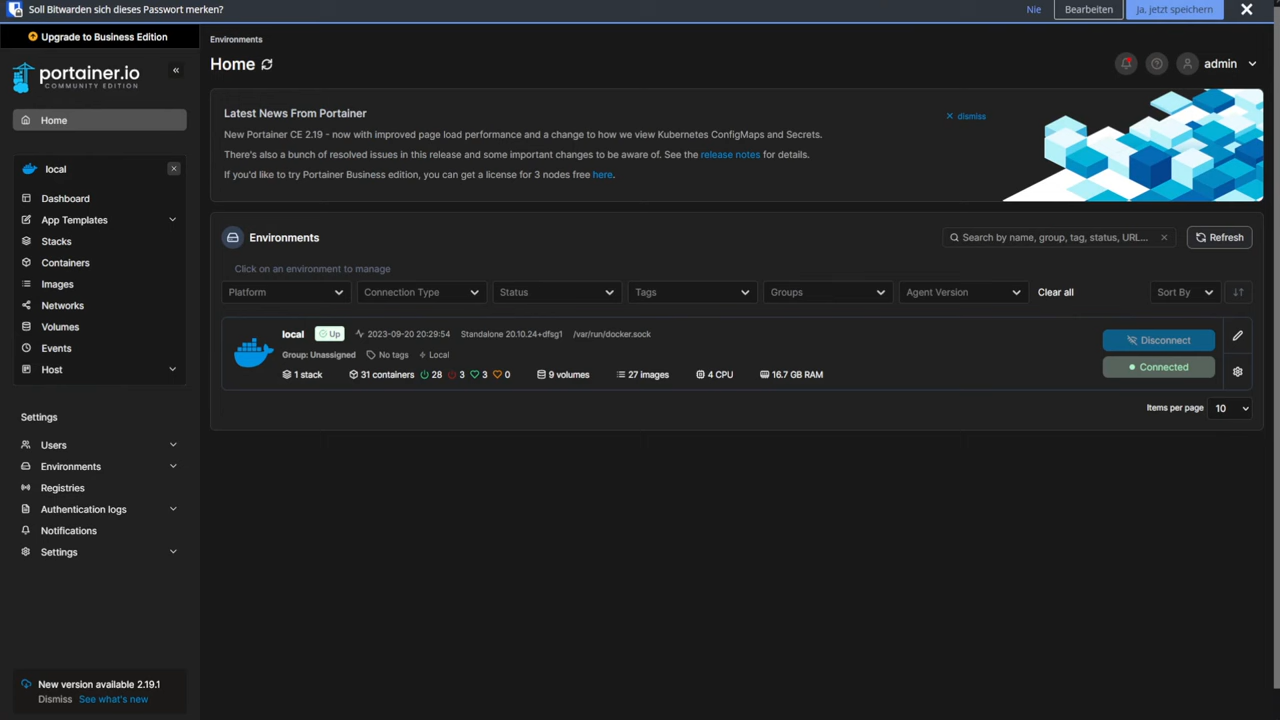 Soll Bitwarden sich dieses Passwort merken?
Nie
Bearbeiten
Ja, jetzt speichern
Upgrade to Business Edition
portainer.io
COMMUNITY EDITION
Home
local
Dashboard
App Templates
Stacks
Containers
Images
Networks
Volumes
Events
Host
Settings
Users
Environments
Registries
Authentication logs
Notifications
Settings
New version available 2.19.1
Dismiss See what's new
Environments
Home
admin
Latest News From Portainer
dismiss
New Portainer CE 2.19 - now with improved page load performance and a change to how we view Kubernetes ConfigMaps and Secrets.
There's also a bunch of resolved issues in this release and some important changes to be aware of. See the release notes for details.
If you'd like to try Portainer Business edition, you can get a license for 3 nodes free here.
Environments
Search by name, group, tag, status, URL...
Refresh
Click on an environment to manage
Platform
Connection Type
Status
Tags
Groups
Agent Version
Clear all
Sort By
local Up 2023-09-20 20:29:54 Standalone 20.10.24+dfsg1 /var/run/docker.sock
Group: Unassigned No tags Local
1 stack 31 containers 28 3 3 0 9 volumes 27 images 4 CPU 16.7 GB RAM
Disconnect
Connected
Items per page 10